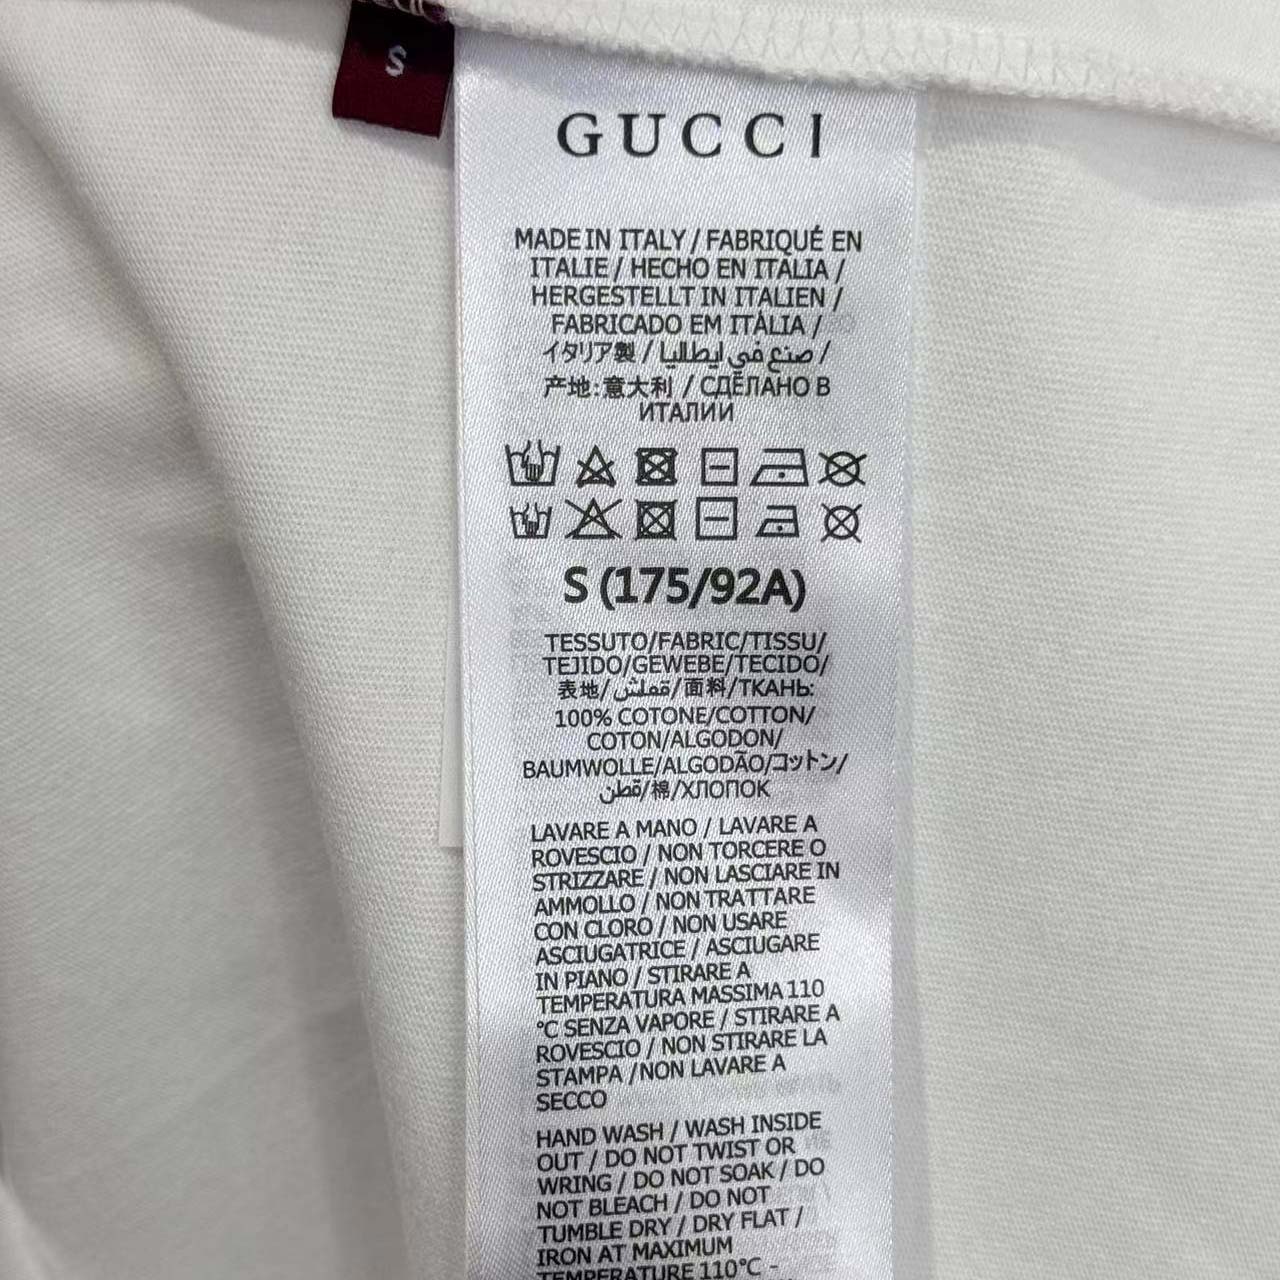 S
GUCCI
MADE IN ITALY / FABRIQUÉ EN
ITALIE / HECHO EN ITALIA /
HERGESTELLT IN ITALIEN /
FABRICADO EM ITÁLIA /
イタリア製 / صنع في ايطاليا /
产地:意大利 / СДЕЛАНО В
ИТАЛИИ
S (175/92A)
TESSUTO/FABRIC/TISSU/
TEJIDO/GEWEBE/TECIDO/
表地/قملش/面料/ТКАНЬ:
100% COTONE/COTTON/
COTON/ALGODON/
BAUMWOLLE/ALGODÃO/コットン/
قطن/棉/ХЛОПОК
LAVARE A MANO / LAVARE A
ROVESCIO / NON TORCERE O
STRIZZARE / NON LASCIARE IN
AMMOLLO / NON TRATTARE
CON CLORO / NON USARE
ASCIUGATRICE / ASCIUGARE
IN PIANO / STIRARE A
TEMPERATURA MASSIMA 110
°C SENZA VAPORE / STIRARE A
ROVESCIO / NON STIRARE LA
STAMPA /NON LAVARE A
SECCO
HAND WASH / WASH INSIDE
OUT / DO NOT TWIST OR
WRING / DO NOT SOAK / DO
NOT BLEACH / DO NOT
TUMBLE DRY / DRY FLAT /
IRON AT MAXIMUM
TEMPERATURE 110°C -